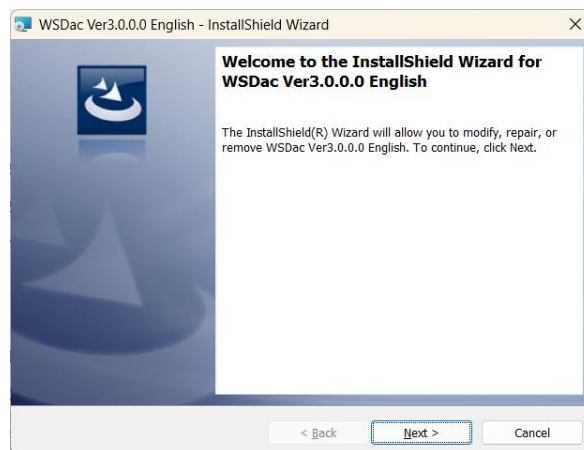 WSDac Ver3.0.0.0 English - InstallShield Wizard
Welcome to the InstallShield Wizard for
WSDac Ver3.0.0.0 English
The InstallShield(R) Wizard will allow you to modify, repair, or
remove WSDac Ver3.0.0.0 English. To continue, click Next.
< Back Next > Cancel